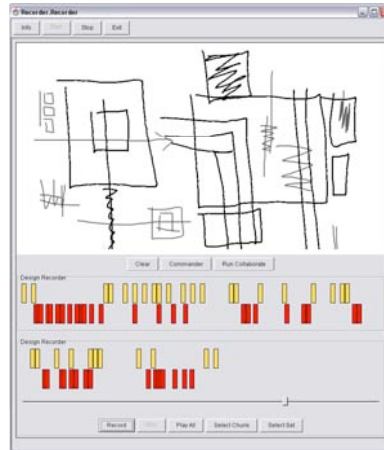 Recorder.Recorder
Info Start Stop Exit
Clear Commander Run Collaborate
Design Recorder
Design Recorder
Record Play All Select Chunk Select Set